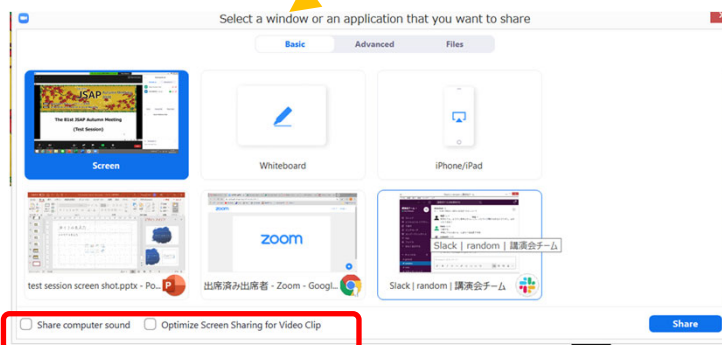 Select a window or an application that you want to share
Basic Advanced Files
JSAP
The 81st JSAP Autumn Meeting
(Test Session)
Screen
Whiteboard
iPhone/iPad
zoom
zoom
Slack | random | 講演会チーム
test session screen shot.pptx - Po...
出席済み出席者 - Zoom - Googl...
Slack | random | 講演会チーム
Share computer sound Optimize Screen Sharing for Video Clip
Share